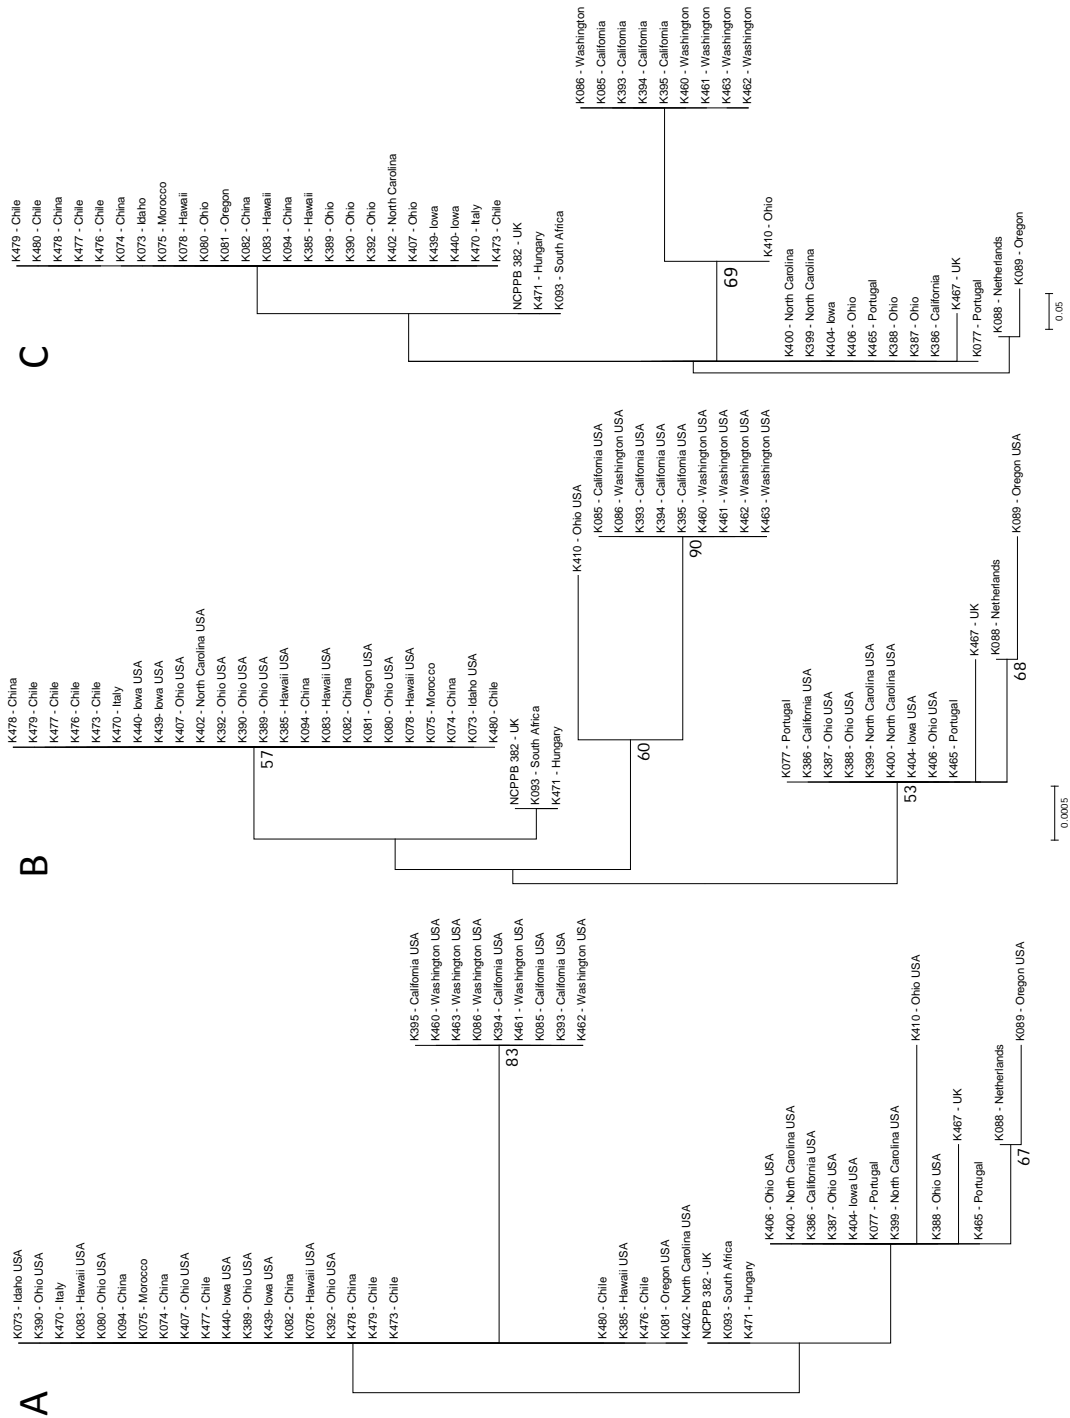 A
K073 - Idaho USA
K390 - Ohio USA
K470 - Italy
K083 - Hawaii USA
K080 - Ohio USA
K094 - China
K075 - Morocco
K074 - China
K407 - Ohio USA
K477 - Chile
K440- Iowa USA
K389 - Ohio USA
K439- Iowa USA
K082 - China
K078 - Hawaii USA
K392 - Ohio USA
K478 - China
K479 - Chile
K473 - Chile
K395 - California USA
K460 - Washington USA
K463 - Washington USA
K086 - Washington USA
K394 - California USA
K461 - Washington USA
K085 - California USA
K393 - California USA
K462 - Washington USA
83
K480 - Chile
K385 - Hawaii USA
K476 - Chile
K081 - Oregon USA
K402 - North Carolina USA
NCPPB 382 - UK
K093 - South Africa
K471 - Hungary
K406 - Ohio USA
K400 - North Carolina USA
K386 - California USA
K387 - Ohio USA
K404- Iowa USA
K077 - Portugal
K399 - North Carolina USA
K410 - Ohio USA
K388 - Ohio USA
K467 - UK
K465 - Portugal
K088 - Netherlands
K089 - Oregon USA
67
B
K478 - China
K479 - Chile
K477 - Chile
K476 - Chile
K473 - Chile
K470 - Italy
K440- Iowa USA
K439- Iowa USA
K407 - Ohio USA
K402 - North Carolina USA
K392 - Ohio USA
K390 - Ohio USA
K389 - Ohio USA
K385 - Hawaii USA
K094 - China
K083 - Hawaii USA
K082 - China
K081 - Oregon USA
K080 - Ohio USA
K078 - Hawaii USA
K075 - Morocco
K074 - China
K073 - Idaho USA
K480 - Chile
57
NCPPB 382 - UK
K093 - South Africa
K471 - Hungary
K410 - Ohio USA
K085 - California USA
K086 - Washington USA
K393 - California USA
K394 - California USA
K395 - California USA
K460 - Washington USA
K461 - Washington USA
K462 - Washington USA
K463 - Washington USA
90
60
K077 - Portugal
K386 - California USA
K387 - Ohio USA
K388 - Ohio USA
K399 - North Carolina USA
K400 - North Carolina USA
K404- Iowa USA
K406 - Ohio USA
K465 - Portugal
K467 - UK
K088 - Netherlands
K089 - Oregon USA
53
68
0.0005
C
K479 - Chile
K480 - Chile
K478 - China
K477 - Chile
K476 - Chile
K074 - China
K073 - Idaho
K075 - Morocco
K078 - Hawaii
K080 - Ohio
K081 - Oregon
K082 - China
K083 - Hawaii
K094 - China
K385 - Hawaii
K389 - Ohio
K390 - Ohio
K392 - Ohio
K402 - North Carolina
K407 - Ohio
K439- Iowa
K440- Iowa
K470 - Italy
K473 - Chile
NCPPB 382 - UK
K471 - Hungary
K093 - South Africa
K086 - Washington
K085 - California
K393 - California
K394 - California
K395 - California
K460 - Washington
K461 - Washington
K463 - Washington
K462 - Washington
K410 - Ohio
69
K400 - North Carolina
K399 - North Carolina
K404- Iowa
K406 - Ohio
K465 - Portugal
K388 - Ohio
K387 - Ohio
K386 - California
K467 - UK
K077 - Portugal
K088 - Netherlands
K089 - Oregon
0.05